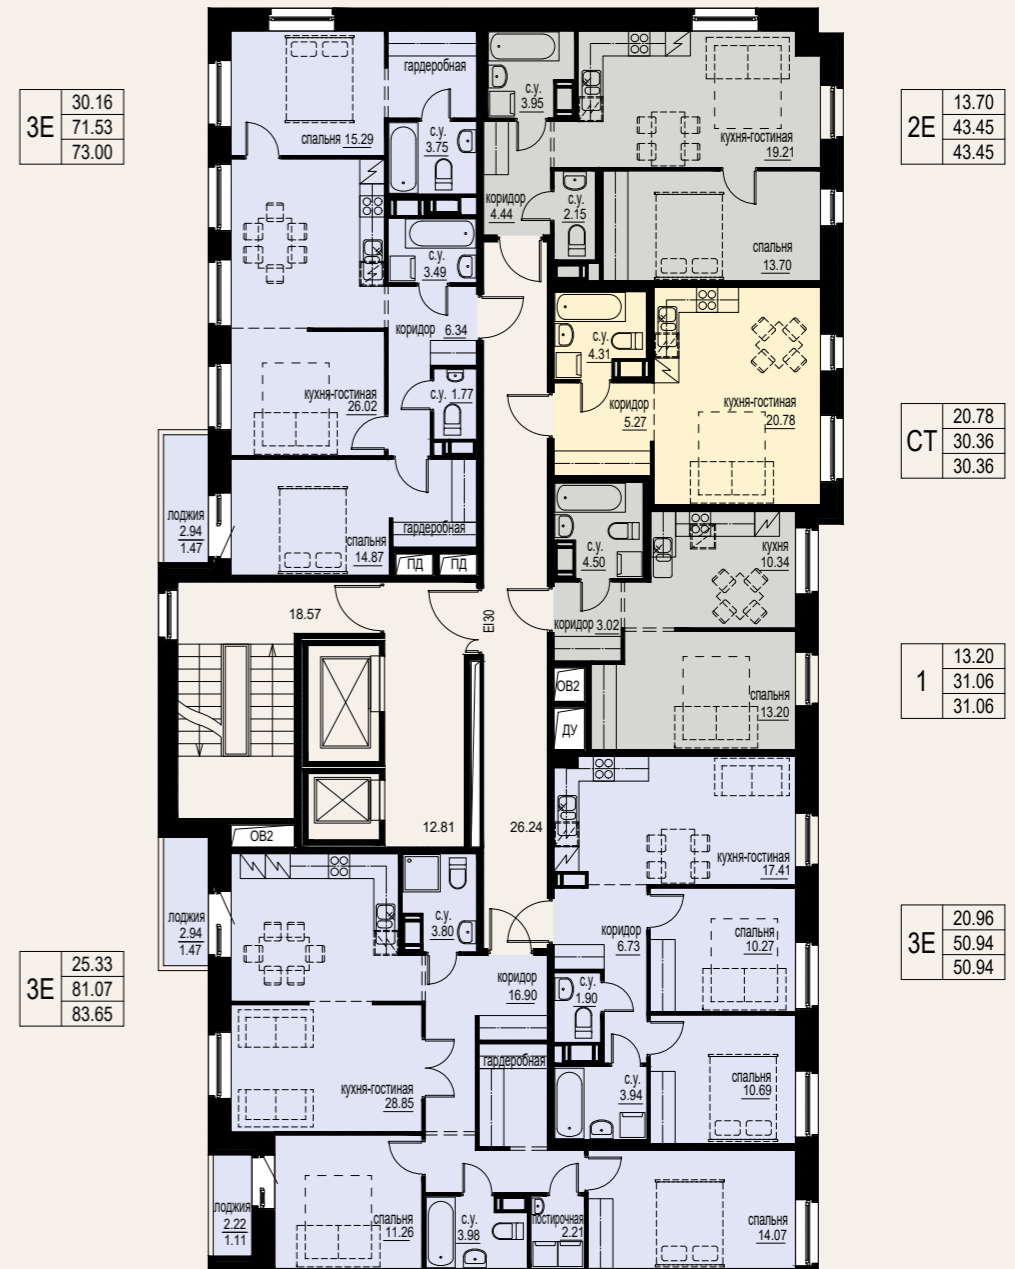 3Е
30.16
71.53
73.00
2Е
13.70
43.45
43.45
СТ
20.78
30.36
30.36
1
13.20
31.06
31.06
3Е
20.96
50.94
50.94
3Е
25.33
81.07
83.65
гардеробная
спальня 15.29
с.у.
3.75
с.у.
3.95
кухня-гостиная
19.21
коридор
4.44
с.у.
2.15
спальня
13.70
с.у.
3.49
коридор
6.34
кухня-гостиная
26.02
с.у. 1.77
с.у.
4.31
коридор
5.27
кухня-гостиная
20.78
лоджия
2.94
1.47
спальня
14.87
гардеробная
ПД
ПД
с.у.
4.50
кухня
10.34
18.57
EI30
коридор 3.02
ОВ2
ДУ
спальня
13.20
12.81
26.24
ОВ2
кухня-гостиная
17.41
лоджия
2.94
1.47
с.у.
3.80
коридор
6.73
спальня
10.27
коридор
16.90
с.у.
1.90
гардеробная
кухня-гостиная
28.85
с.у.
3.94
спальня
10.69
лоджия
2.22
1.11
спальня
11.26
с.у.
3.98
постирочная
2.21
спальня
14.07